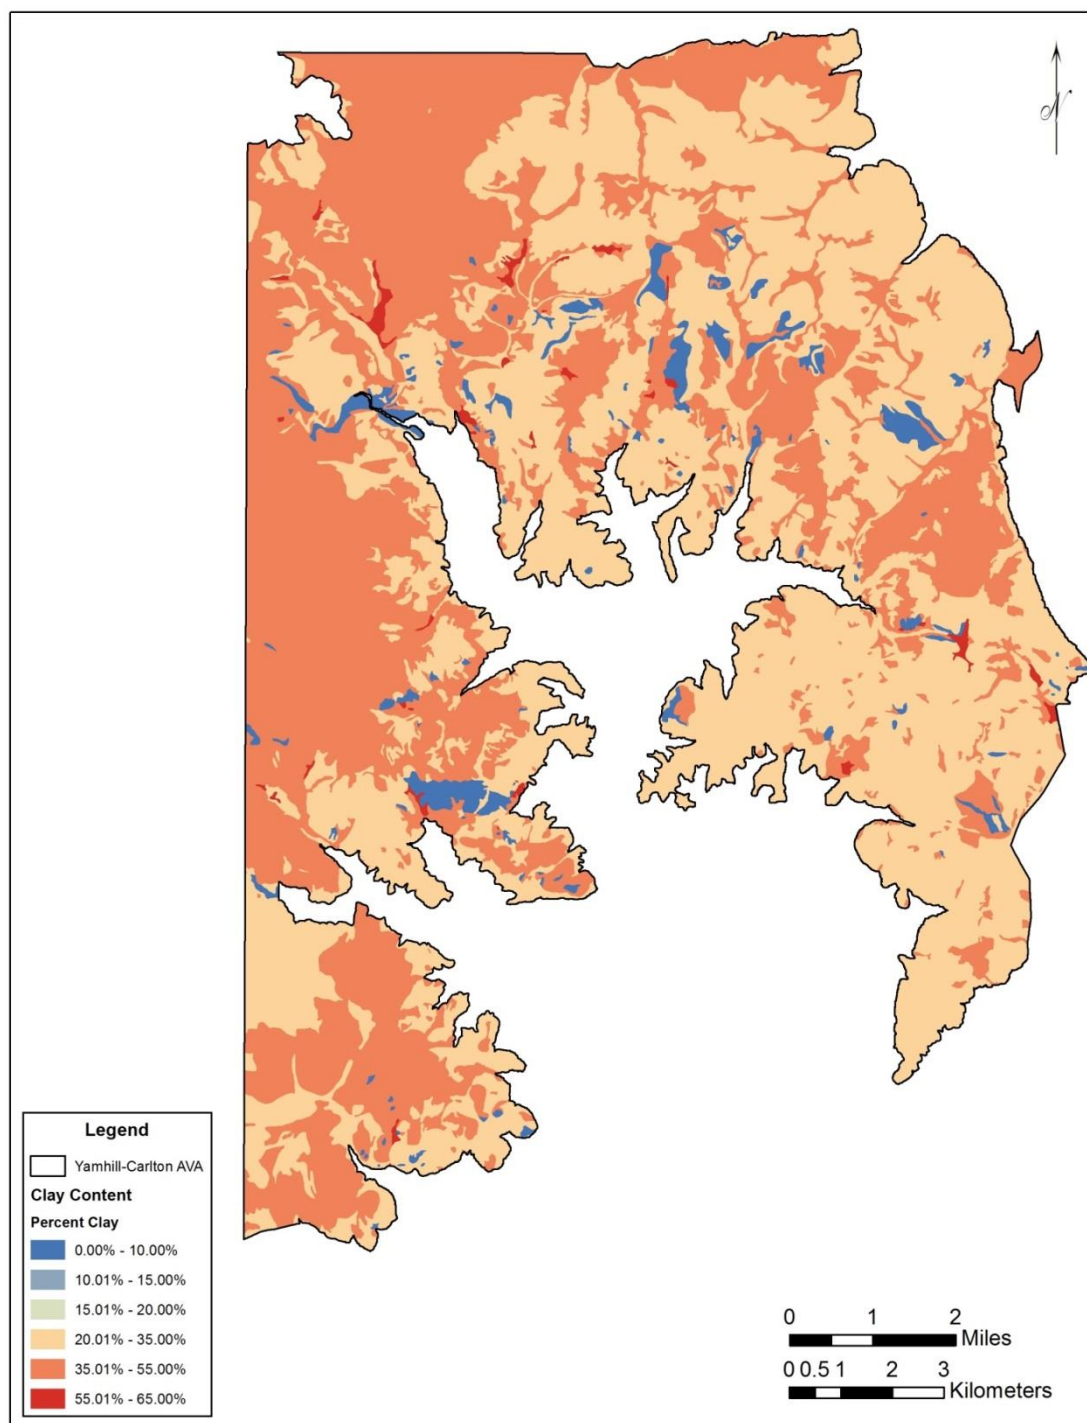 N
Legend
Yamhill-Carlton AVA
Clay Content
Percent Clay
0.00% - 10.00%
10.01% - 15.00%
15.01% - 20.00%
20.01% - 35.00%
35.01% - 55.00%
55.01% - 65.00%
0 1 2
Miles
0 0.5 1 2 3
Kilometers